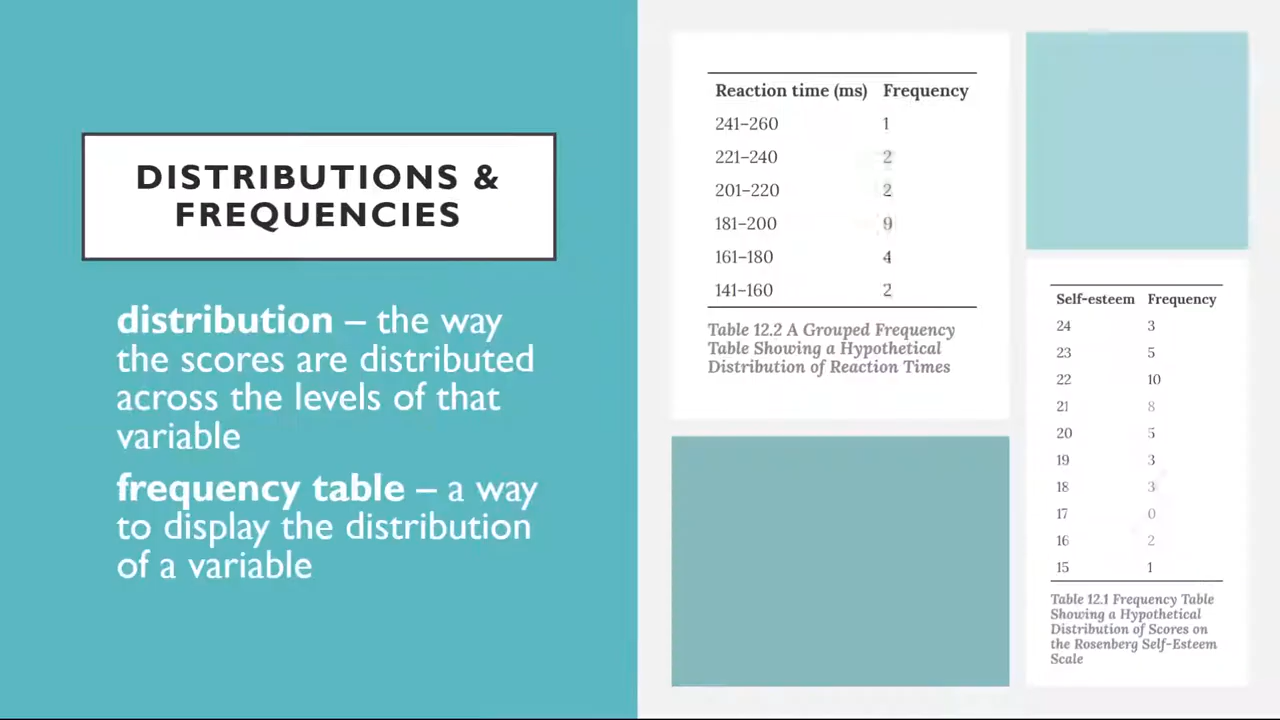 DISTRIBUTIONS &
FREQUENCIES
distribution – the way
the scores are distributed
across the levels of that
variable
frequency table – a way
to display the distribution
of a variable
Reaction time (ms) Frequency
241–260 1
221–240 2
201–220 2
181–200 9
161–180 4
141–160 2
Table 12.2 A Grouped Frequency
Table Showing a Hypothetical
Distribution of Reaction Times
Self-esteem Frequency
24 3
23 5
22 10
21 8
20 5
19 3
18 3
17 0
16 2
15 1
Table 12.1 Frequency Table
Showing a Hypothetical
Distribution of Scores on
the Rosenberg Self-Esteem
Scale